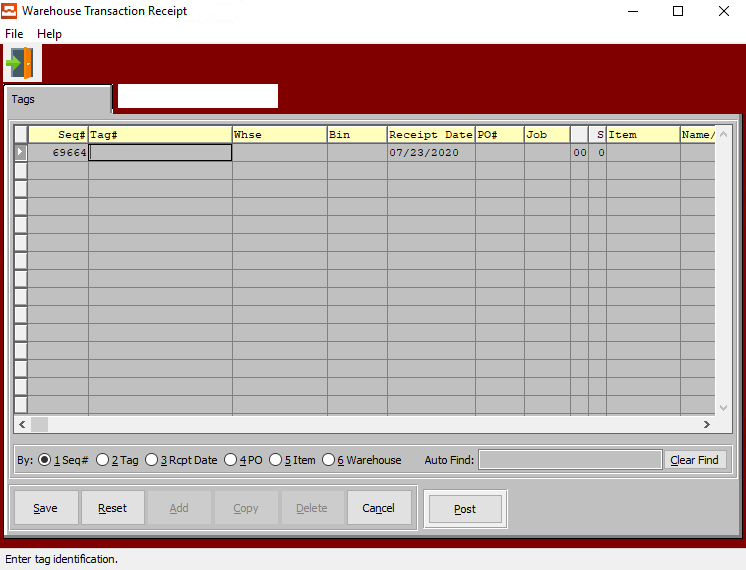 Warehouse Transaction Receipt
File Help
Tags
Seq# Tag# Whse Bin Receipt Date PO# Job S Item Name/
69664 07/23/2020 00 0
By: 1 Seq# 2 Tag 3 Rcpt Date 4 PO 5 Item 6 Warehouse Auto Find: Clear Find
Save Reset Add Copy Delete Cancel Post
Enter tag identification.